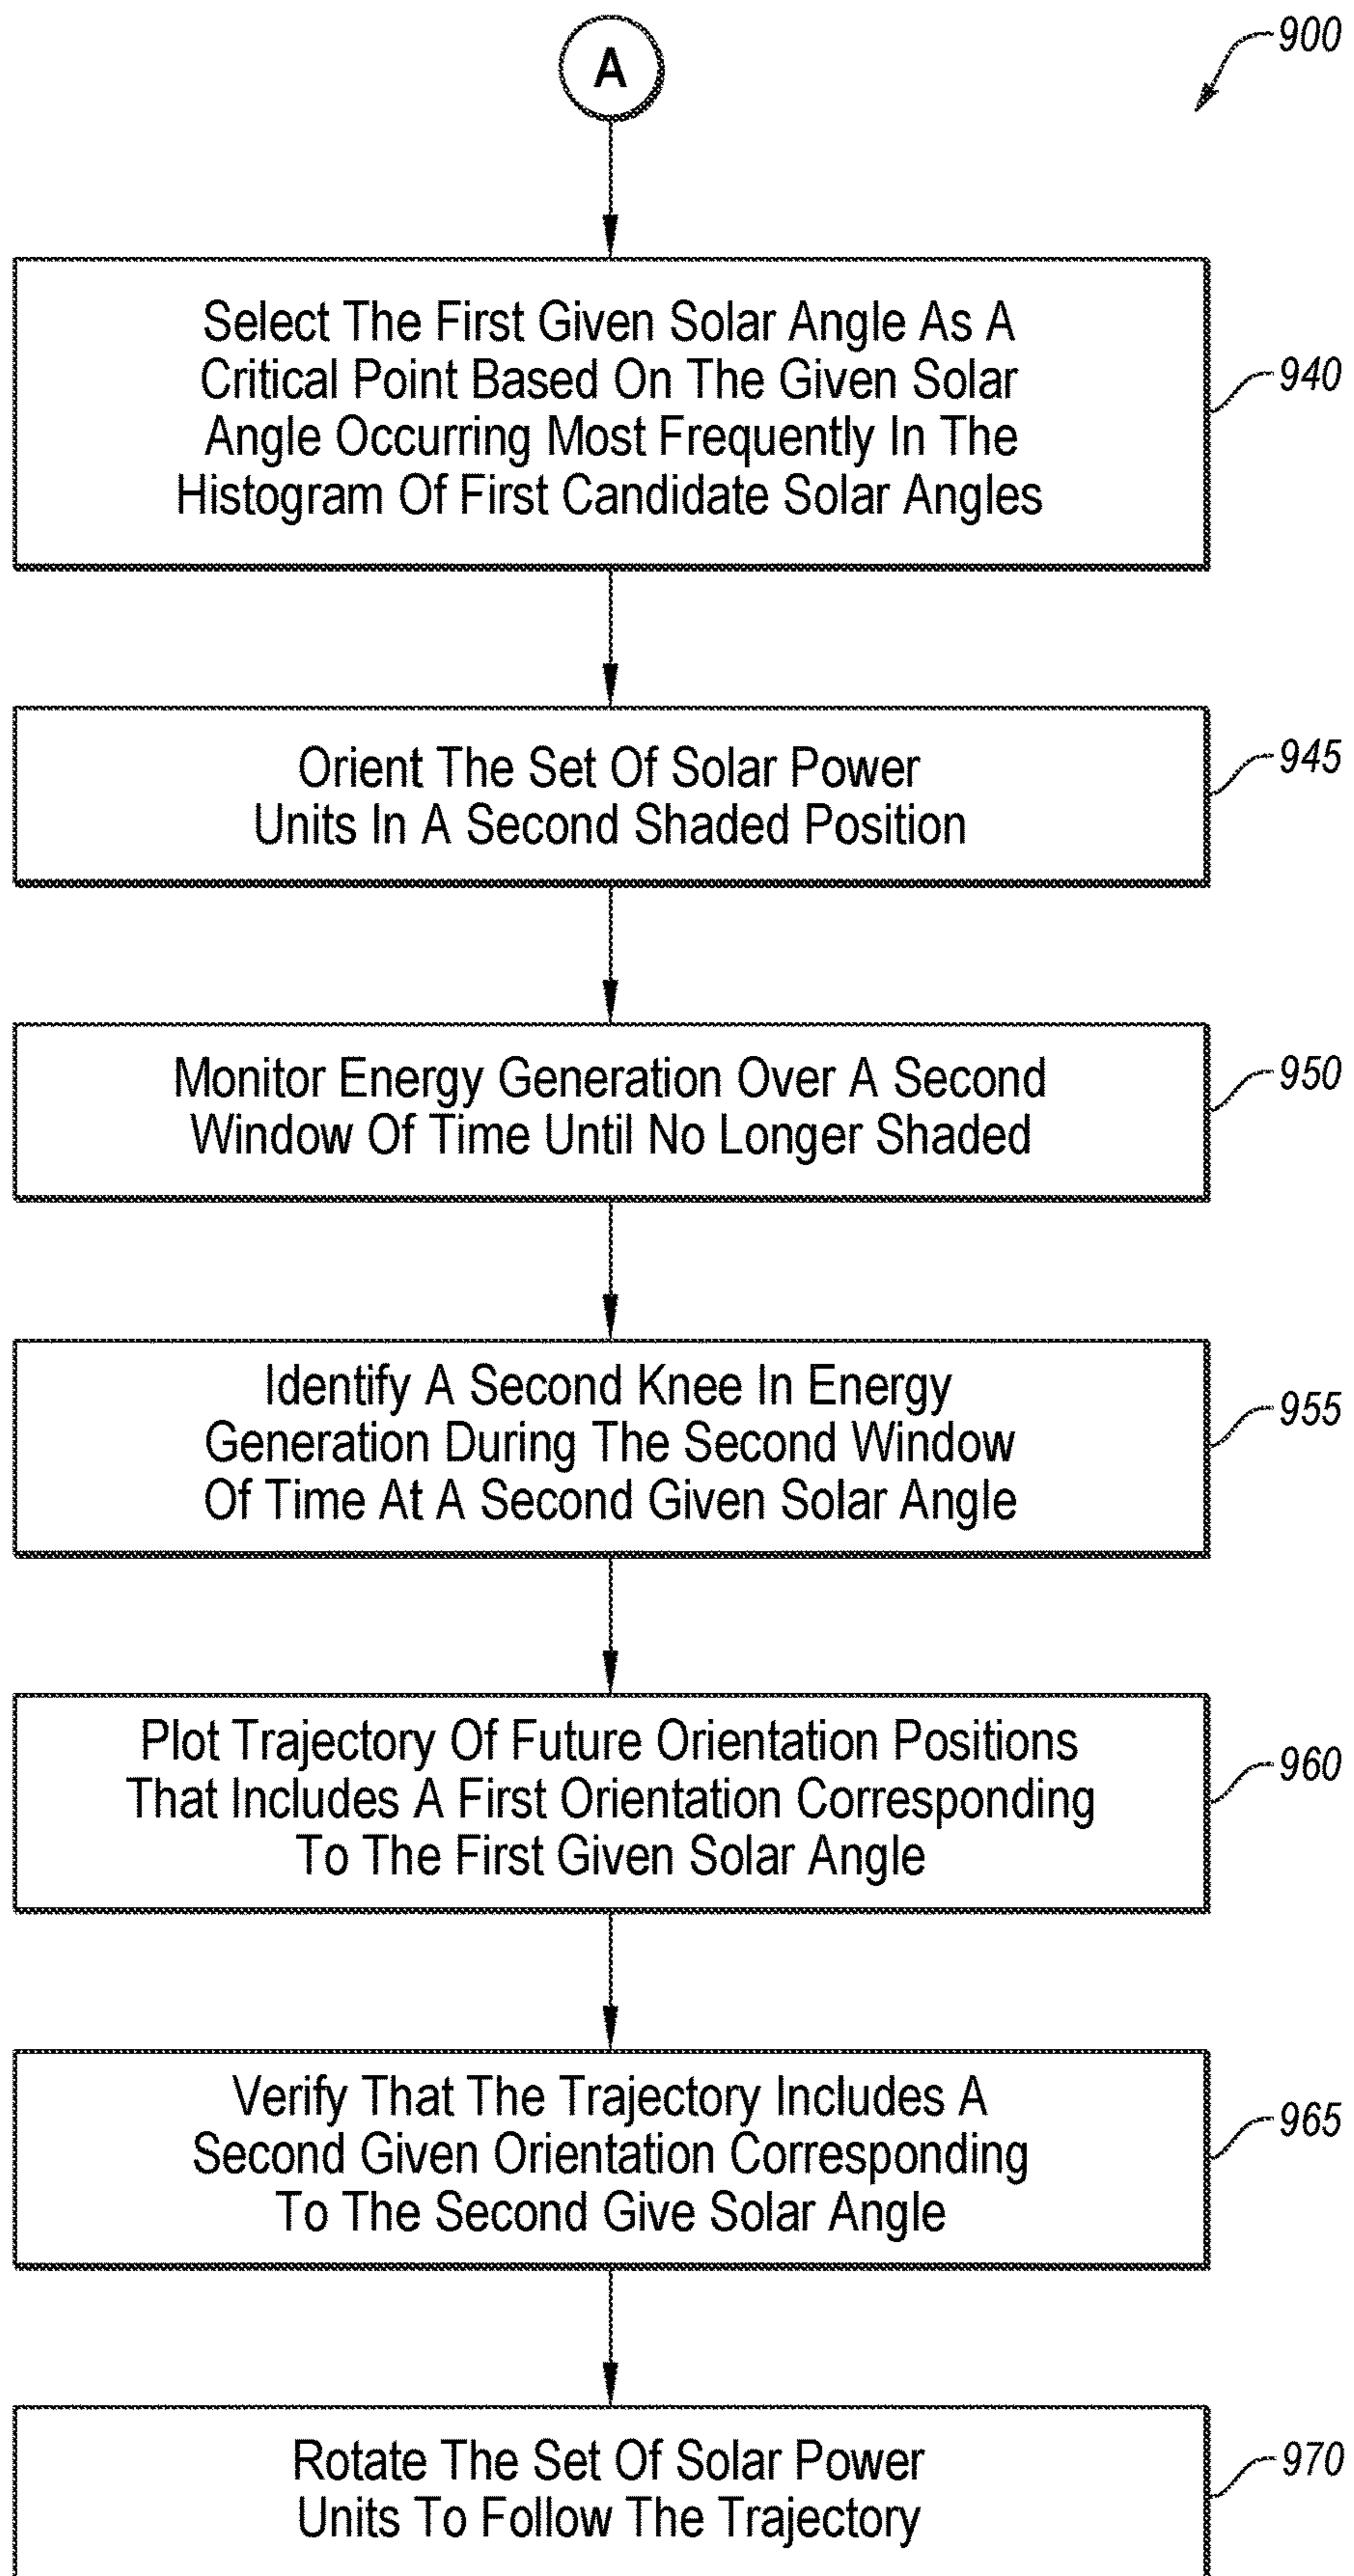 A
900
Select The First Given Solar Angle As A
Critical Point Based On The Given Solar
Angle Occurring Most Frequently In The
Histogram Of First Candidate Solar Angles
940
Orient The Set Of Solar Power
Units In A Second Shaded Position
945
Monitor Energy Generation Over A Second
Window Of Time Until No Longer Shaded
950
Identify A Second Knee In Energy
Generation During The Second Window
Of Time At A Second Given Solar Angle
955
Plot Trajectory Of Future Orientation Positions
That Includes A First Orientation Corresponding
To The First Given Solar Angle
960
Verify That The Trajectory Includes A
Second Given Orientation Corresponding
To The Second Give Solar Angle
965
Rotate The Set Of Solar Power
Units To Follow The Trajectory
970